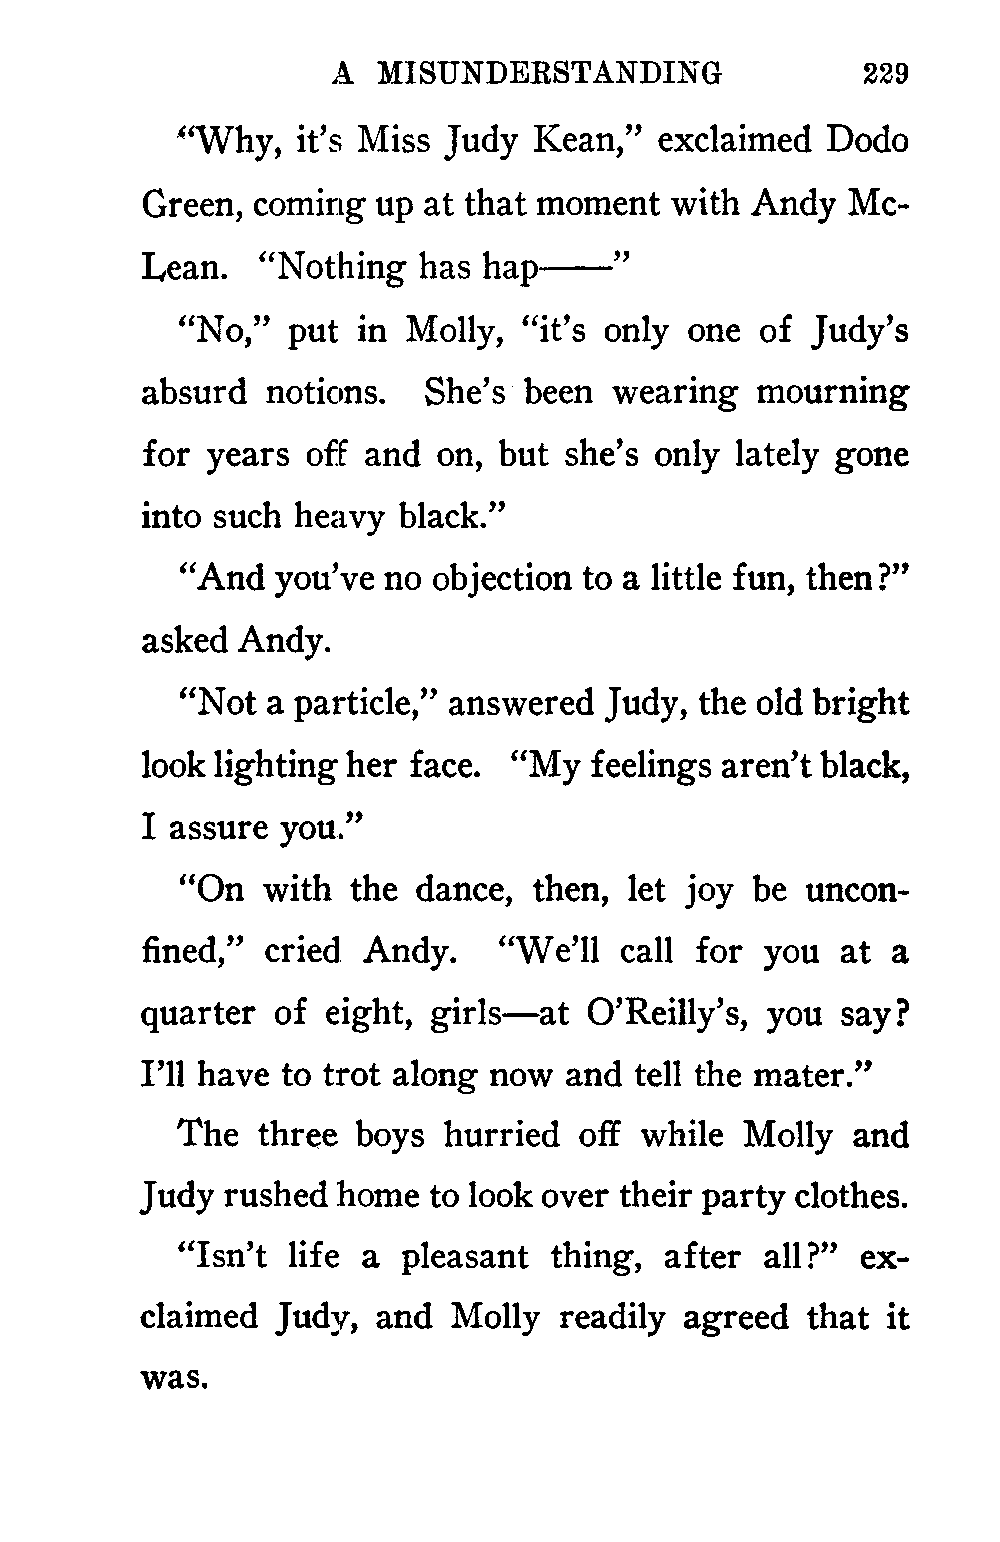 A MISUNDERSTANDING 229
“Why, it’s Miss Judy Kean,” exclaimed Dodo
Green, coming up at that moment with Andy Mc-
Lean. “Nothing has hap——”
“No,” put in Molly, “it’s only one of Judy’s
absurd notions. She’s been wearing mourning
for years off and on, but she’s only lately gone
into such heavy black.”
“And you’ve no objection to a little fun, then?”
asked Andy.
“Not a particle,” answered Judy, the old bright
look lighting her face. “My feelings aren’t black,
I assure you.”
“On with the dance, then, let joy be uncon-
fined,” cried Andy. “We’ll call for you at a
quarter of eight, girls—at O’Reilly’s, you say?
I’ll have to trot along now and tell the mater.”
The three boys hurried off while Molly and
Judy rushed home to look over their party clothes.
“Isn’t life a pleasant thing, after all?” ex-
claimed Judy, and Molly readily agreed that it
was.